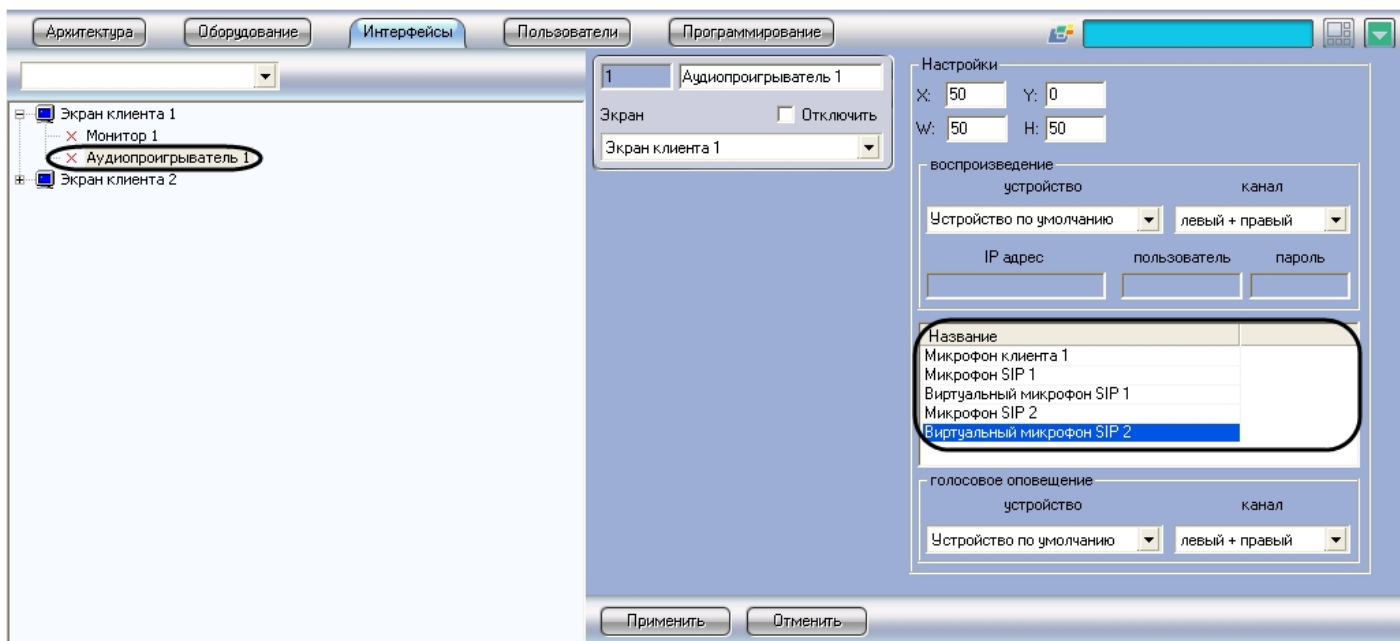 Архитектура
Оборудование
Интерфейсы
Пользователи
Программирование
Экран клиента 1
Монитор 1
Аудиопроигрыватель 1
Экран клиента 2
1
Аудиопроигрыватель 1
Экран
Отключить
Экран клиента 1
Настройки
X: 50 Y: 0
W: 50 H: 50
воспроизведение
устройство канал
Устройство по умолчанию левый + правый
IP адрес пользователь пароль
Название
Микрофон клиента 1
Микрофон SIP 1
Виртуальный микрофон SIP 1
Микрофон SIP 2
Виртуальный микрофон SIP 2
голосовое оповещение
устройство канал
Устройство по умолчанию левый + правый
Применить
Отменить